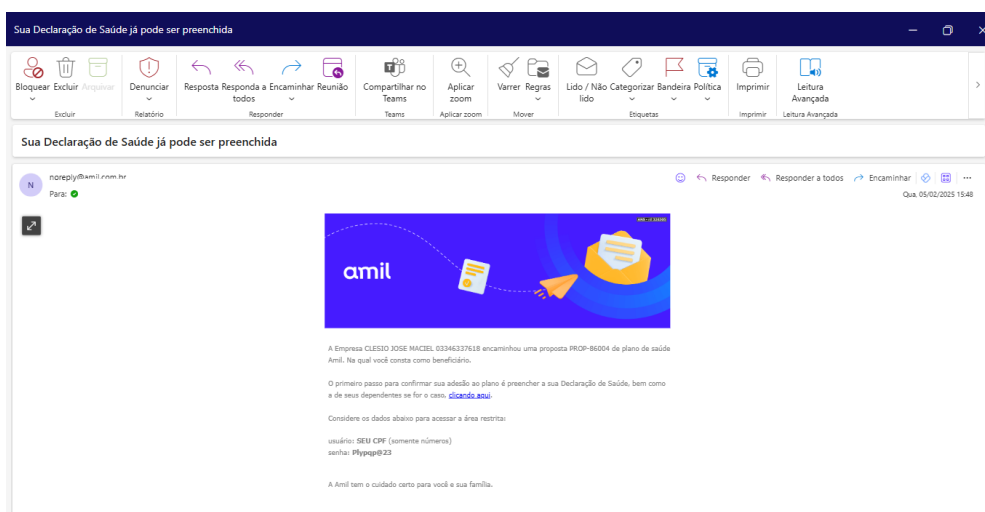 Sua Declaração de Saúde já pode ser preenchida
Bloquear Excluir Arquivar
Denunciar
Resposta Responda a todos Encaminhar Reunião
Compartilhar no Teams
Aplicar zoom
Varrer Regras
Lido / Não lido Categorizar Bandeira Política
Imprimir
Leitura Avançada
Excluir Relatório Responder Teams Aplicar zoom Mover Etiquetas Imprimir Leitura Avançada
Sua Declaração de Saúde já pode ser preenchida
N
noreply@amil.com.br
Responder Responder a todos Encaminhar
Para:
Qua, 05/02/2025 15:48
amil
A Empresa CLESIO JOSE MACIEL 03346337618 encaminhou uma proposta PROP-86004 de plano de saúde
Amil. Na qual você consta como beneficiário.
O primeiro passo para confirmar sua adesão ao plano é preencher a sua Declaração de Saúde, bem como
a de seus dependentes se for o caso, clicando aqui.
Considere os dados abaixo para acessar a área restrita:
usuário: SEU CPF (somente números)
senha: Plypqp@23
A Amil tem o cuidado certo para você e sua família.